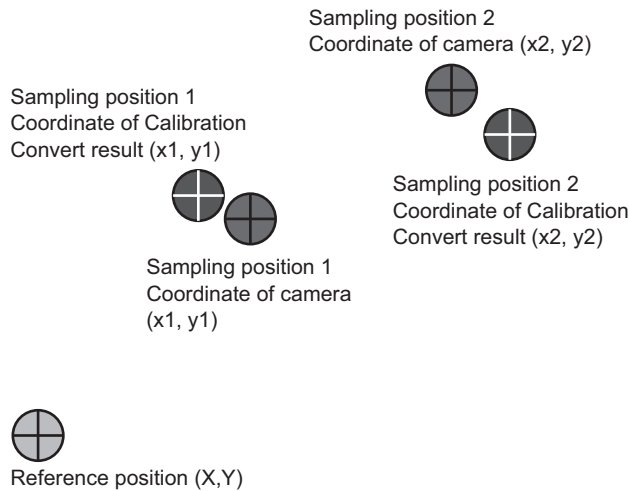 Sampling position 2
Coordinate of camera (x2, y2)
Sampling position 1
Coordinate of Calibration
Convert result (x1, y1)
Sampling position 2
Coordinate of Calibration
Convert result (x2, y2)
Sampling position 1
Coordinate of camera
(x1, y1)
Reference position (X,Y)